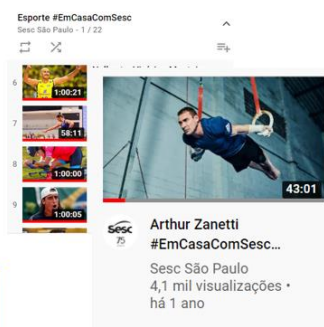 Esporte #EmCasaComSesc
Sesc São Paulo - 1 / 22
6
1:00:21
7
58:11
8
1:00:00
9
1:00:05
43:01
Sesc
75
Arthur Zanetti
#EmCasaComSesc...
Sesc São Paulo
4,1 mil visualizações •
há 1 ano